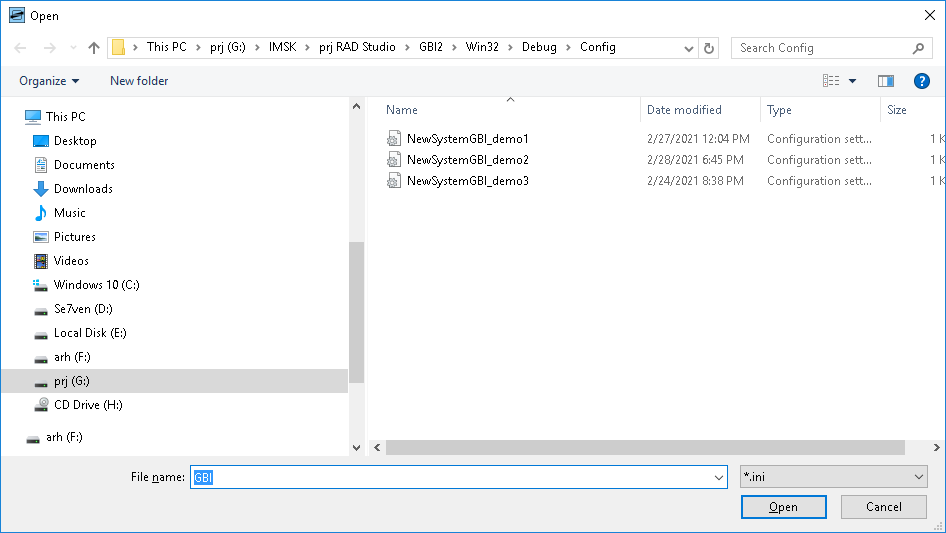 Open
This PC > prj (G:) > IMSK > prj RAD Studio > GBI2 > Win32 > Debug > Config
Search Config
Organize New folder
This PC
Desktop
Documents
Downloads
Music
Pictures
Videos
Windows 10 (C:)
Se7ven (D:)
Local Disk (E:)
arh (F:)
prj (G:)
CD Drive (H:)
arh (F:)
Name Date modified Type Size
NewSystemGBI_demo1 2/27/2021 12:04 PM Configuration sett... 1 K
NewSystemGBI_demo2 2/28/2021 6:45 PM Configuration sett... 1 K
NewSystemGBI_demo3 2/24/2021 8:38 PM Configuration sett... 1 K
File name: GBI *.ini
Open Cancel